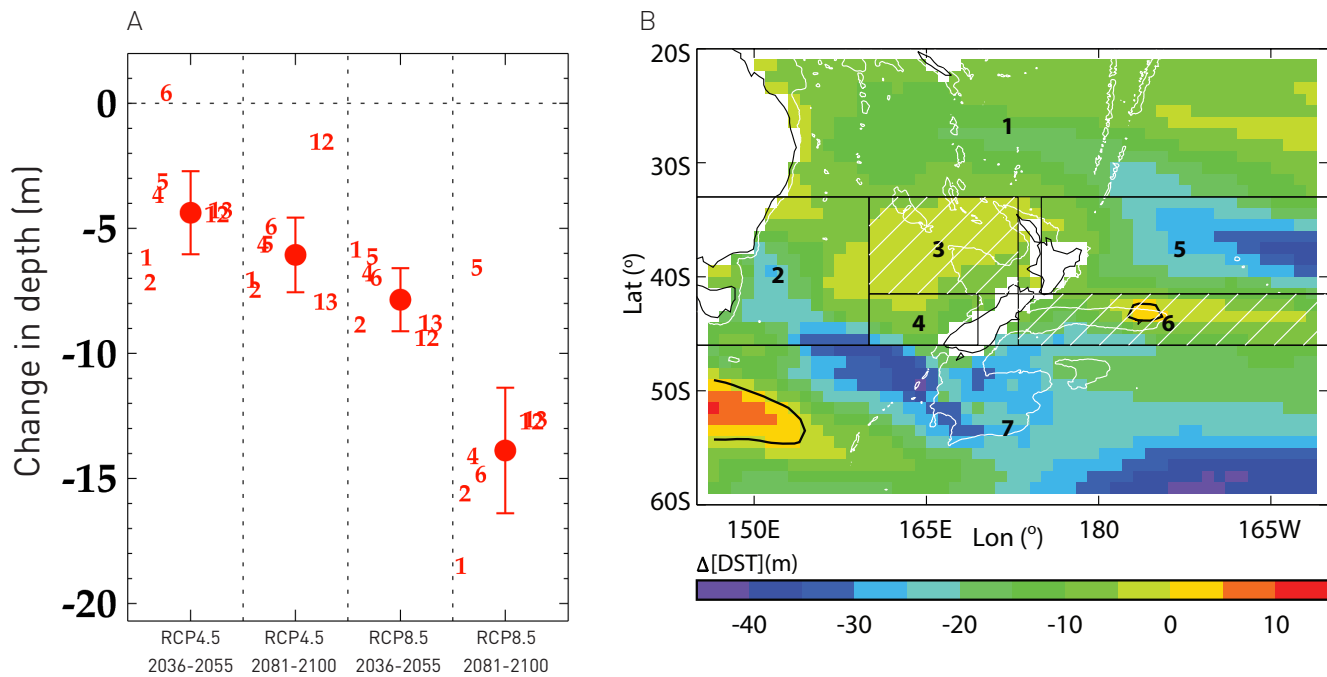 A
Change in depth (m)
0
-5
-10
-15
-20
6
5
4
13
12
1
2
12
6
4
5
1
2
13
1
5
4
6
2
13
12
5
13
12
4
6
2
1
RCP4.5
2036-2055
RCP4.5
2081-2100
RCP8.5
2036-2055
RCP8.5
2081-2100
B
Lat (°)
20S
30S
40S
50S
60S
1
2
3
4
5
6
7
150E
165E
180
165W
Lon (°)
Δ[DST](m)
-40
-30
-20
-10
0
10